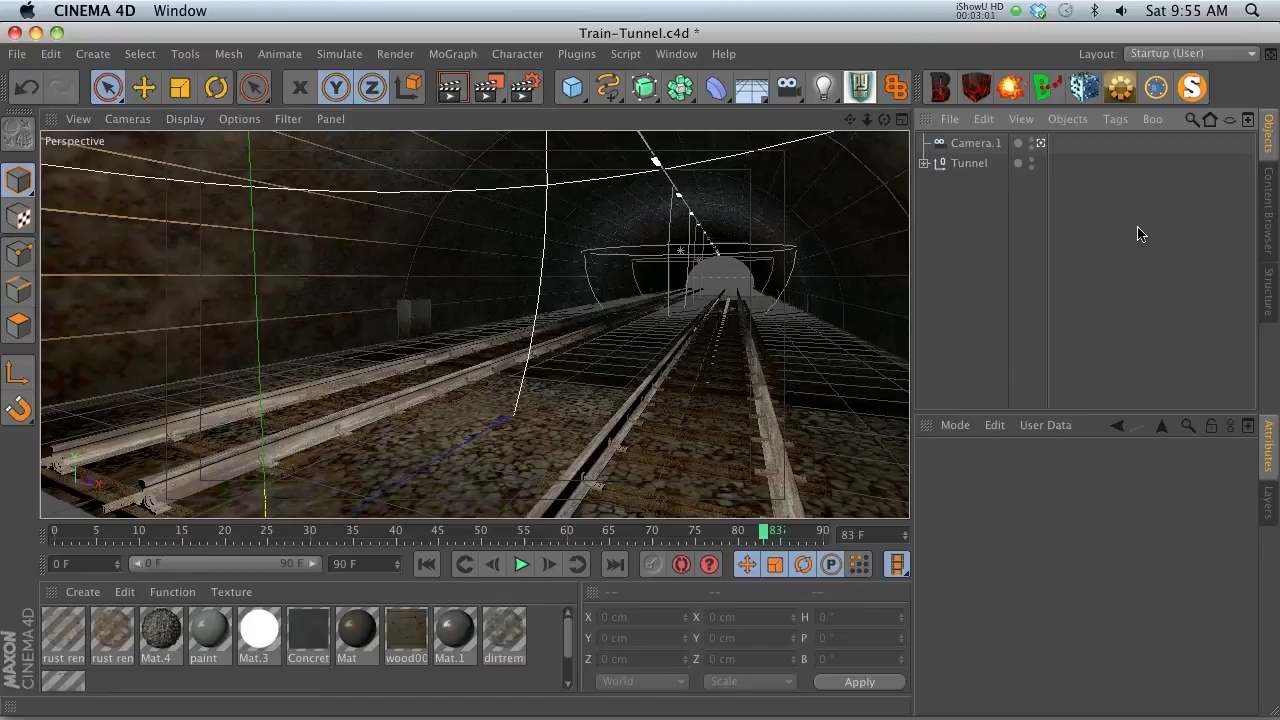 CINEMA 4D Window
iShowU HD
00:03:01
Sat 9:55 AM
Train-Tunnel.c4d *
File Edit Create Select Tools Mesh Animate Simulate Render MoGraph Character Plugins Script Window Help
Layout: Startup (User)
X Y Z
View Cameras Display Options Filter Panel
File Edit View Objects Tags Boo
Perspective
Camera.1
Tunnel
Objects
Content Browser
Structure
Mode Edit User Data
Attributes
Layers
Y
X
0 5 10 15 20 25 30 35 40 45 50 55 60 65 70 75 80 83 90 83 F
0 F 0 F 90 F 90 F
P
Create Edit Function Texture
-- -- --
rust ren rust ren Mat.4 paint Mat.3 Concret Mat wood00 Mat.1 dirtrem
X 0 cm X 0 cm H 0 °
Y 0 cm Y 0 cm P 0 °
Z 0 cm Z 0 cm B 0 °
World Scale Apply
MAXON
CINEMA 4D